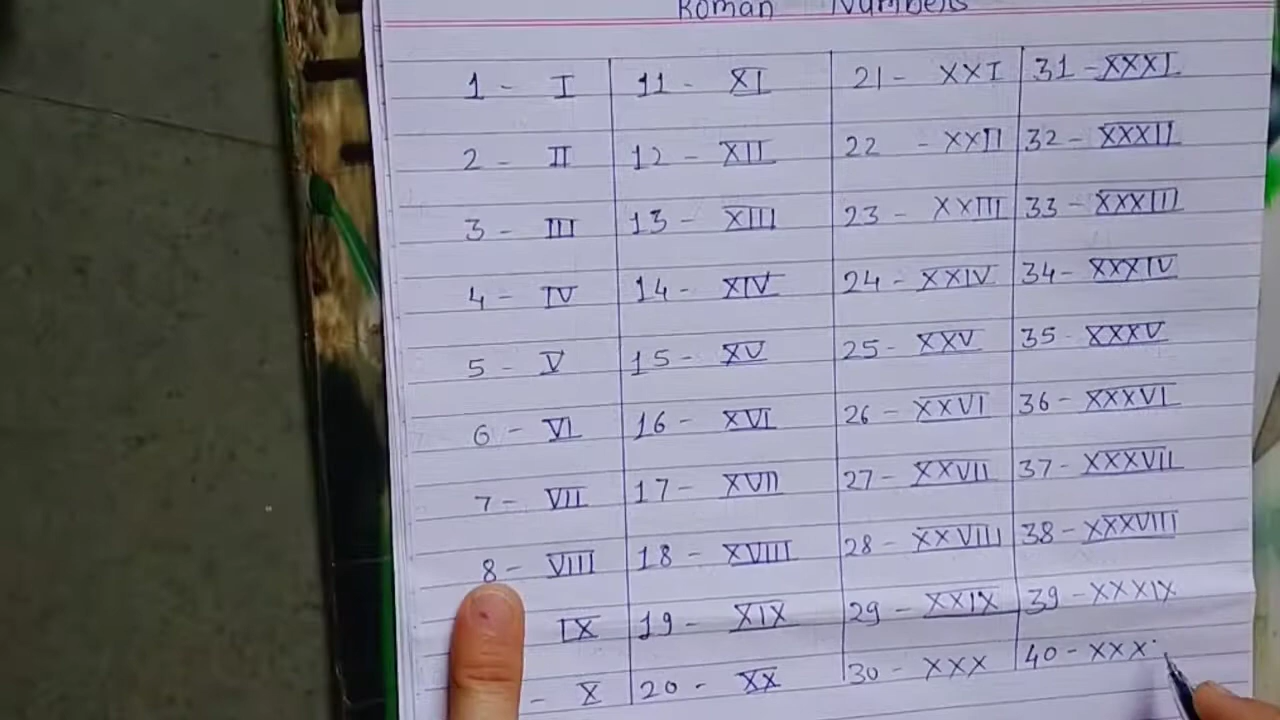 Roman Numbers
1 - I 11 - XI 21 - XXI 31 - XXXI
2 - II 12 - XII 22 - XXII 32 - XXXII
3 - III 13 - XIII 23 - XXIII 33 - XXXIII
4 - IV 14 - XIV 24 - XXIV 34 - XXXIV
5 - V 15 - XV 25 - XXV 35 - XXXV
6 - VI 16 - XVI 26 - XXVI 36 - XXXVI
7 - VII 17 - XVII 27 - XXVII 37 - XXXVII
8 - VIII 18 - XVIII 28 - XXVIII 38 - XXXVIII
IX 19 - XIX 29 - XXIX 39 - XXXIX
- X 20 - XX 30 - XXX 40 - XXX